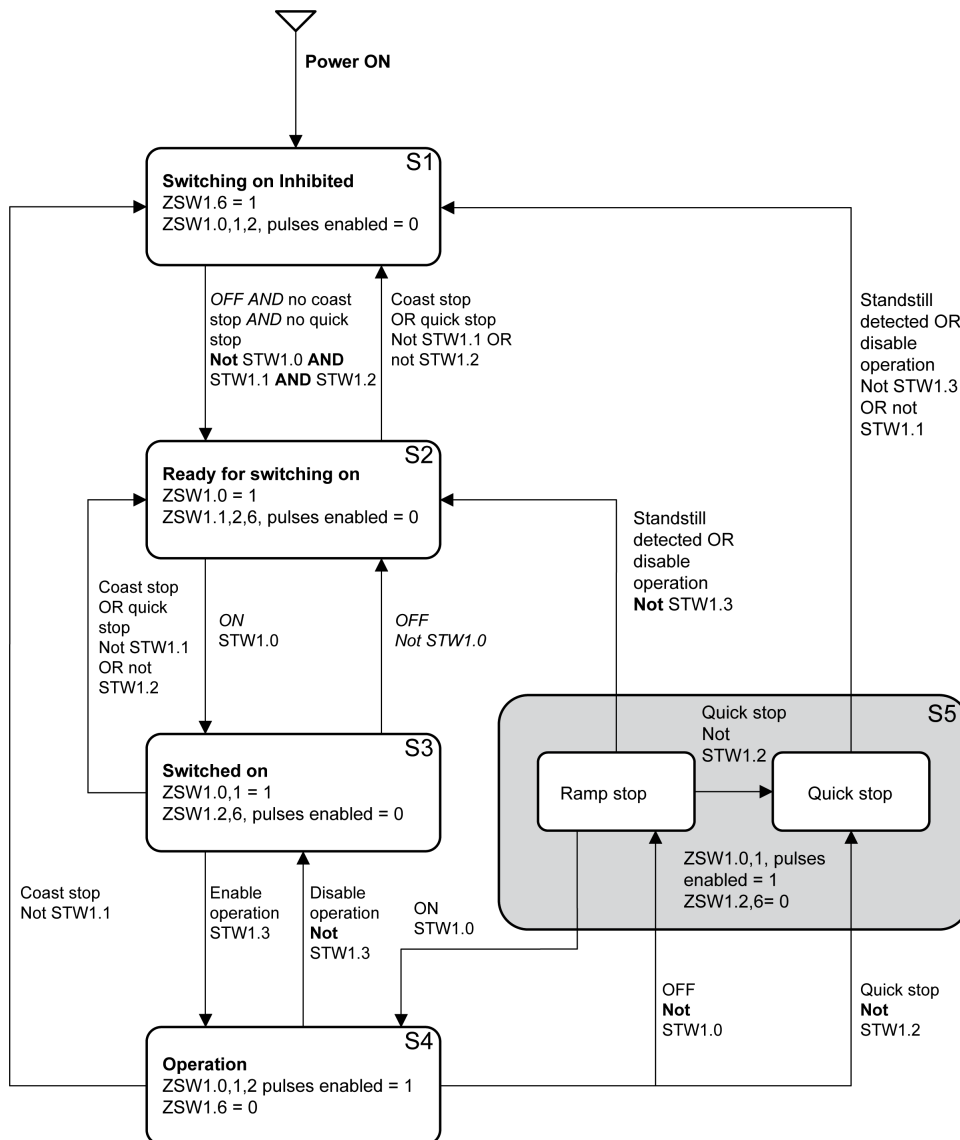 Power ON
S1
Switching on Inhibited
ZSW1.6 = 1
ZSW1.0,1,2, pulses enabled = 0
OFF AND no coast
stop AND no quick
stop
Not STW1.0 AND
STW1.1 AND STW1.2
Coast stop
OR quick stop
Not STW1.1 OR
not STW1.2
Standstill
detected OR
disable
operation
Not STW1.3
OR not
STW1.1
S2
Ready for switching on
ZSW1.0 = 1
ZSW1.1,2,6, pulses enabled = 0
Coast stop
OR quick
stop
Not STW1.1
OR not
STW1.2
ON
STW1.0
OFF
Not STW1.0
Standstill
detected OR
disable
operation
Not STW1.3
S3
Switched on
ZSW1.0,1 = 1
ZSW1.2,6, pulses enabled = 0
S5
Quick stop
Not
STW1.2
Ramp stop
Quick stop
ZSW1.0,1, pulses
enabled = 1
ZSW1.2,6= 0
Coast stop
Not STW1.1
Enable
operation
STW1.3
Disable
operation
Not
STW1.3
ON
STW1.0
OFF
Not
STW1.0
Quick stop
Not
STW1.2
S4
Operation
ZSW1.0,1,2 pulses enabled = 1
ZSW1.6 = 0